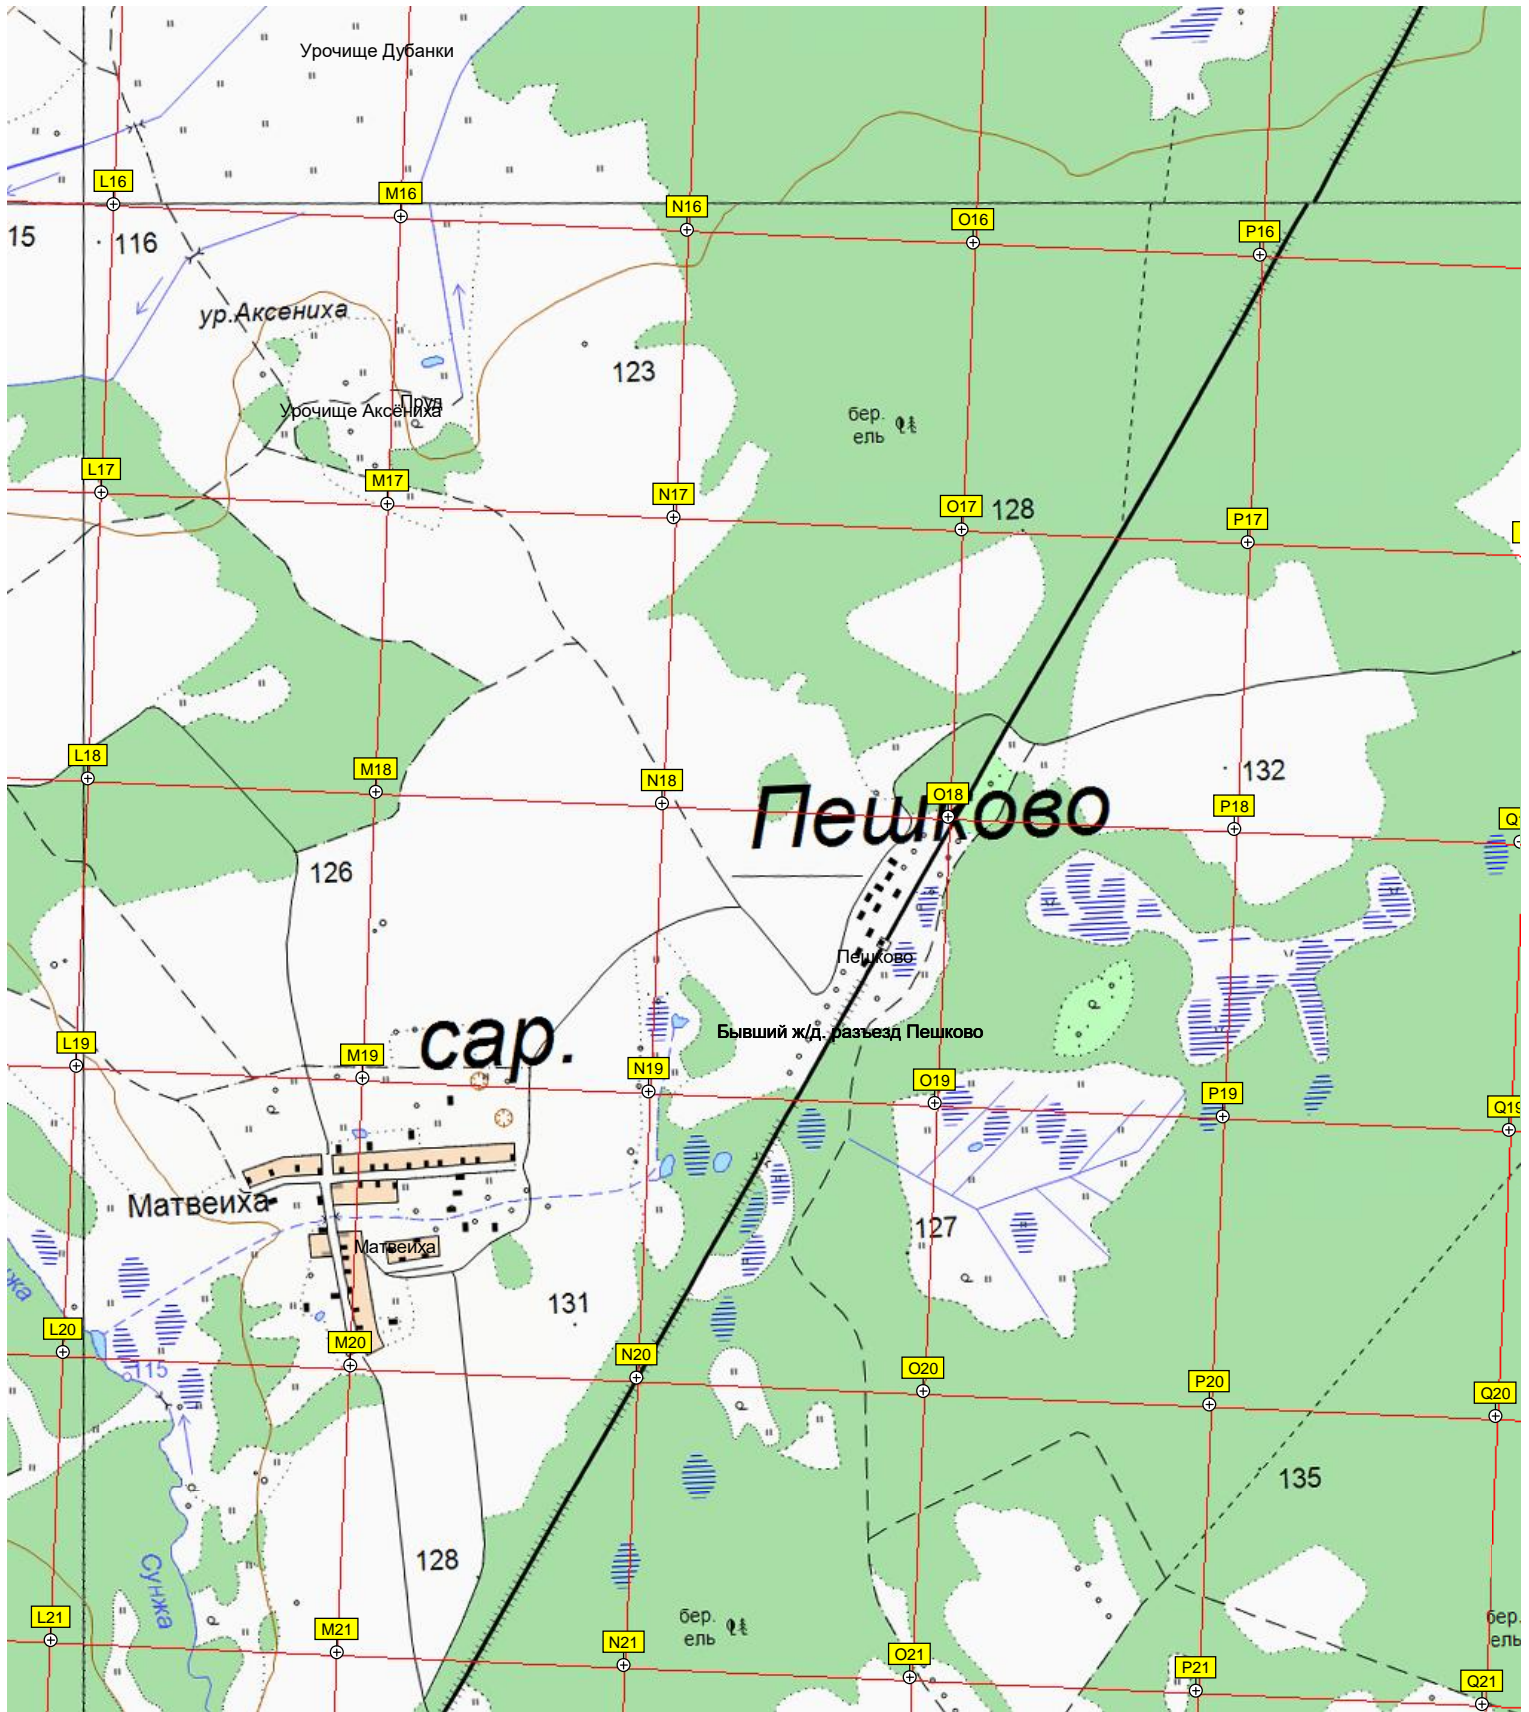 Урочище Дубанки
L16
M16
N16
O16
P16
15
116
ур.Аксениха
123
Пруд
Урочище Аксёниха
бер.
ель
L17
M17
N17
O17
128
P17
L18
M18
N18
O18
132
P18
Пешково
126
Пешково
Бывший ж/д. разъезд Пешково
сар.
L19
M19
N19
O19
P19
Q19
Матвеиха
Матвеиха
127
131
L20
M20
N20
O20
P20
Q20
115
135
128
Сунжа
L21
M21
N21
бер.
ель
O21
P21
Q21
бер.
ель